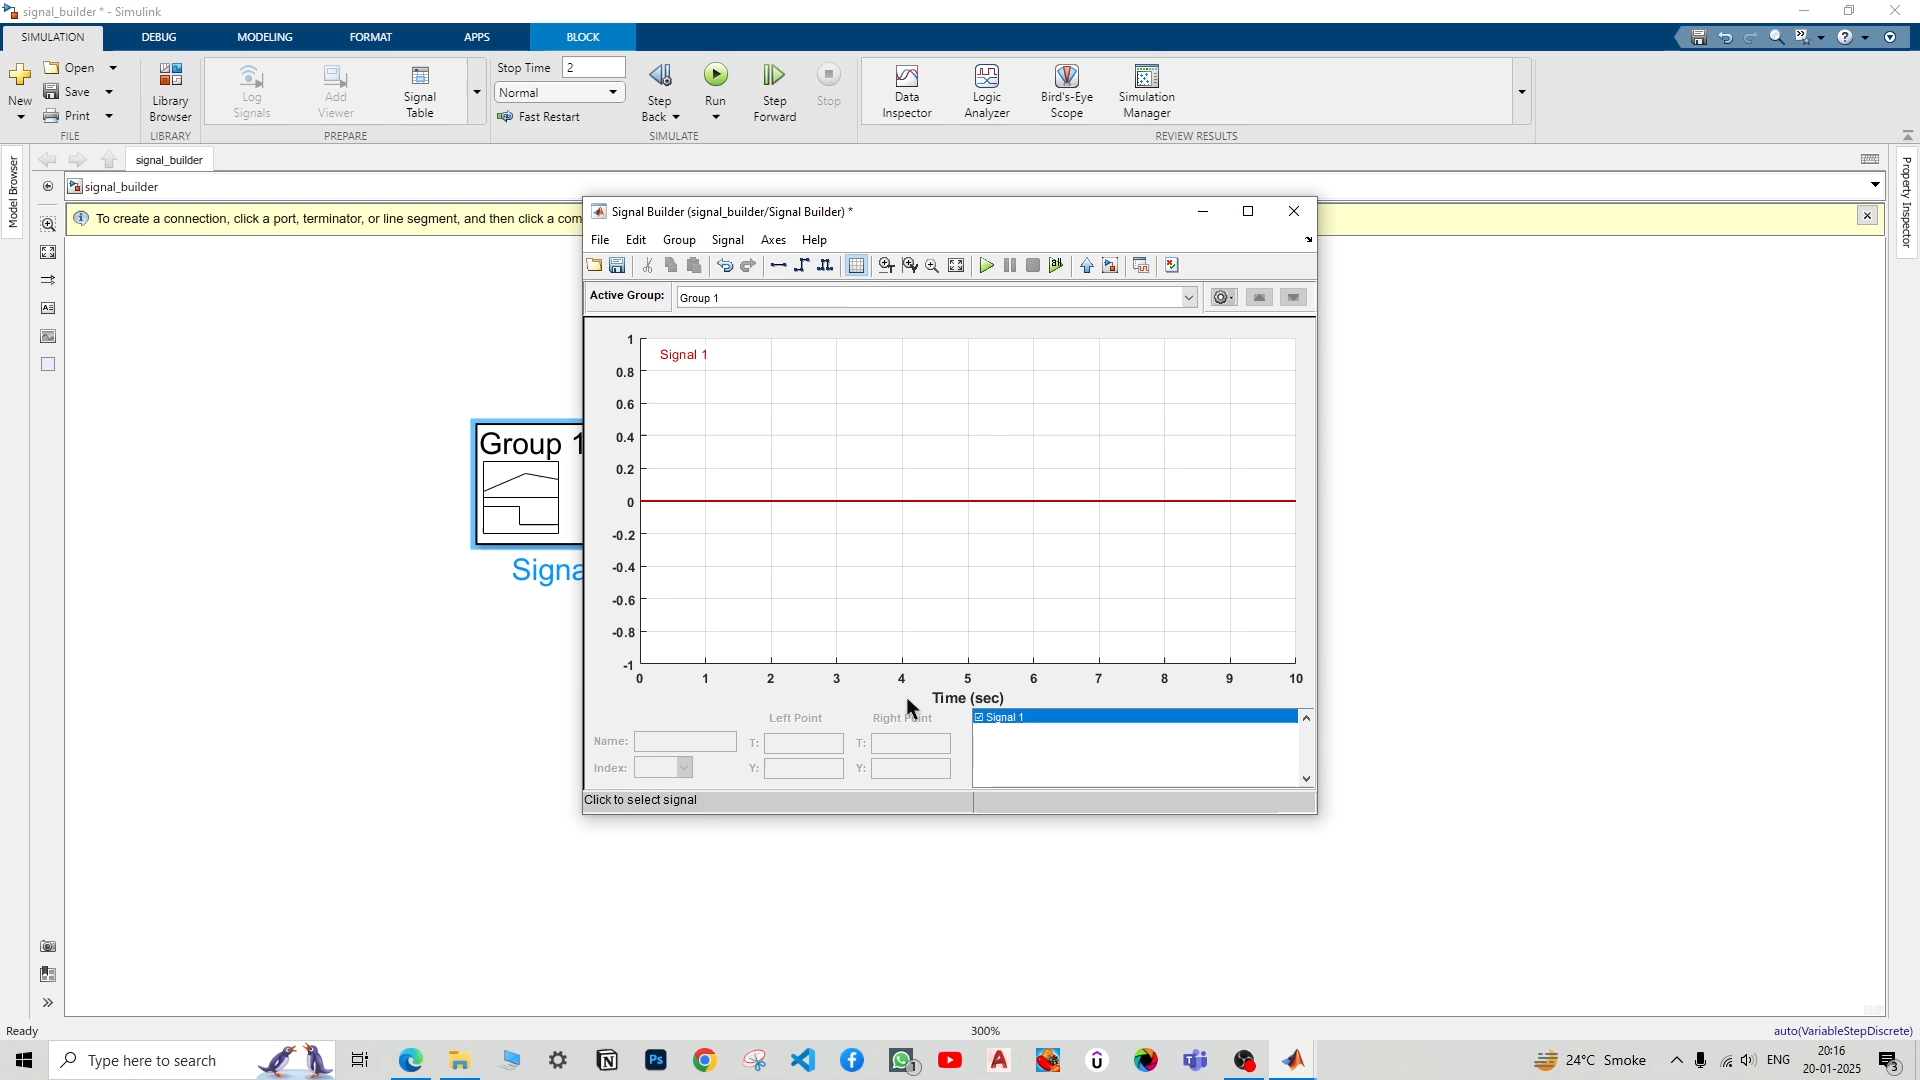 signal_builder * - Simulink
SIMULATION DEBUG MODELING FORMAT APPS BLOCK
New
Open
Save
Print
FILE
Library Browser
LIBRARY
Log Signals
Add Viewer
Signal Table
PREPARE
Stop Time 2
Normal
Fast Restart
Step Back
Run
Step Forward
Stop
SIMULATE
Data Inspector
Logic Analyzer
Bird's-Eye Scope
Simulation Manager
REVIEW RESULTS
Model Browser
signal_builder
signal_builder
Property Inspector
To create a connection, click a port, terminator, or line segment, and then click a com
Group 1
Signa
Signal Builder (signal_builder/Signal Builder) *
File Edit Group Signal Axes Help
Active Group: Group 1
Signal 1
1
0.8
0.6
0.4
0.2
0
-0.2
-0.4
-0.6
-0.8
-1
0 1 2 3 4 5 6 7 8 9 10
Time (sec)
Left Point Right Point
Name: T: T:
Index: Y: Y:
Signal 1
Click to select signal
Ready 300% auto(VariableStepDiscrete)
Type here to search
24°C Smoke
ENG
20:16
20-01-2025
1
3